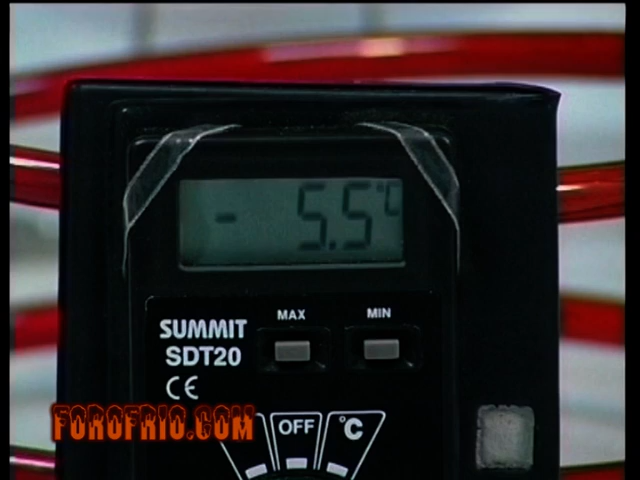 - 5.5°C
MAX MIN
SUMMIT
SDT20
CE
OFF °C
FOROFRIO.COM